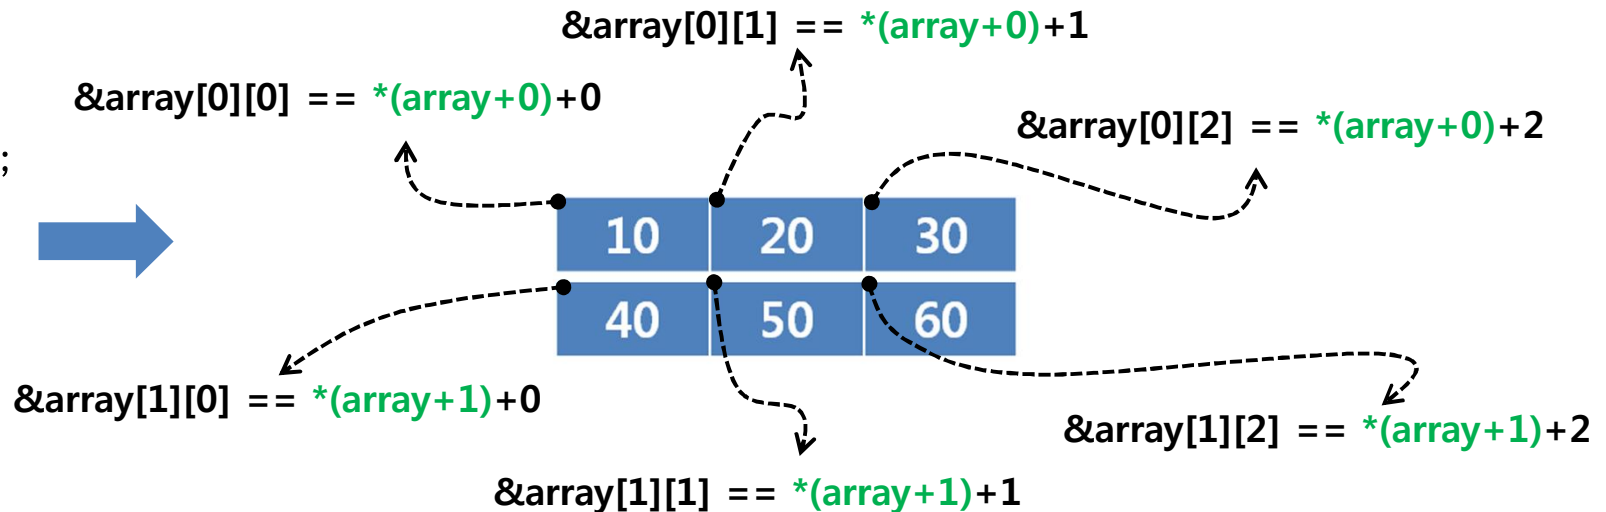 &array[0][1] == *(array+0)+1
&array[0][0] == *(array+0)+0
&array[0][2] == *(array+0)+2
;
10 20 30
40 50 60
&array[1][0] == *(array+1)+0
&array[1][2] == *(array+1)+2
&array[1][1] == *(array+1)+1